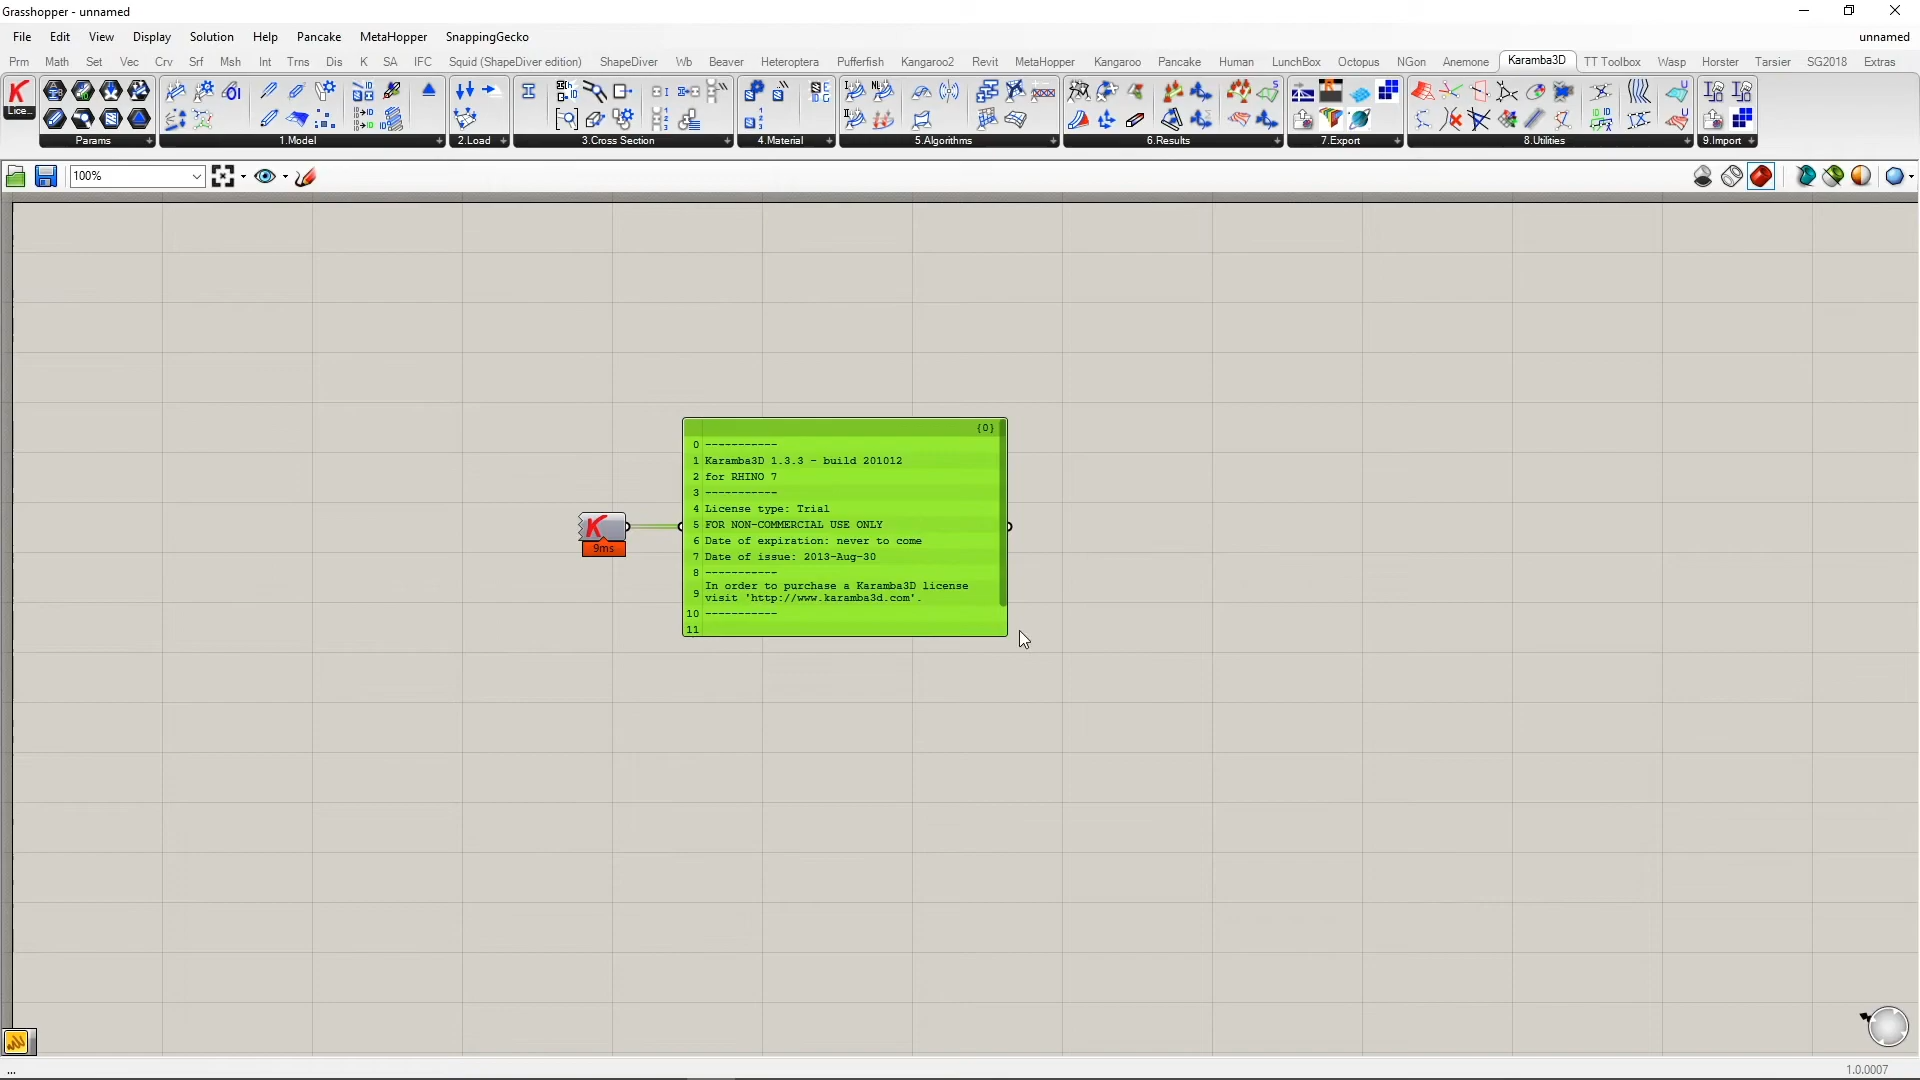 Grasshopper - unnamed
File Edit View Display Solution Help Pancake MetaHopper SnappingGecko unnamed
Prm Math Set Vec Crv Srf Msh Int Trns Dis K SA IFC Squid (ShapeDiver edition) ShapeDiver Wb Beaver Heteroptera Pufferfish Kangaroo2 Revit MetaHopper Kangaroo Pancake Human LunchBox Octopus NGon Anemone Karamba3D TT Toolbox Wasp Horster Tarsier SG2018 Extras
Lice...
Params 1.Model 2.Load 3.Cross Section 4.Material 5.Algorithms 6.Results 7.Export 8.Utilities 9.Import
100%
{0}
0 -----------
1 Karamba3D 1.3.3 - build 201012
2 for RHINO 7
3 -----------
4 License type: Trial
5 FOR NON-COMMERCIAL USE ONLY
6 Date of expiration: never to come
7 Date of issue: 2013-Aug-30
8 -----------
9 In order to purchase a Karamba3D license
visit 'http://www.karamba3d.com'.
10 -----------
11
K
9ms
...
1.0.0007